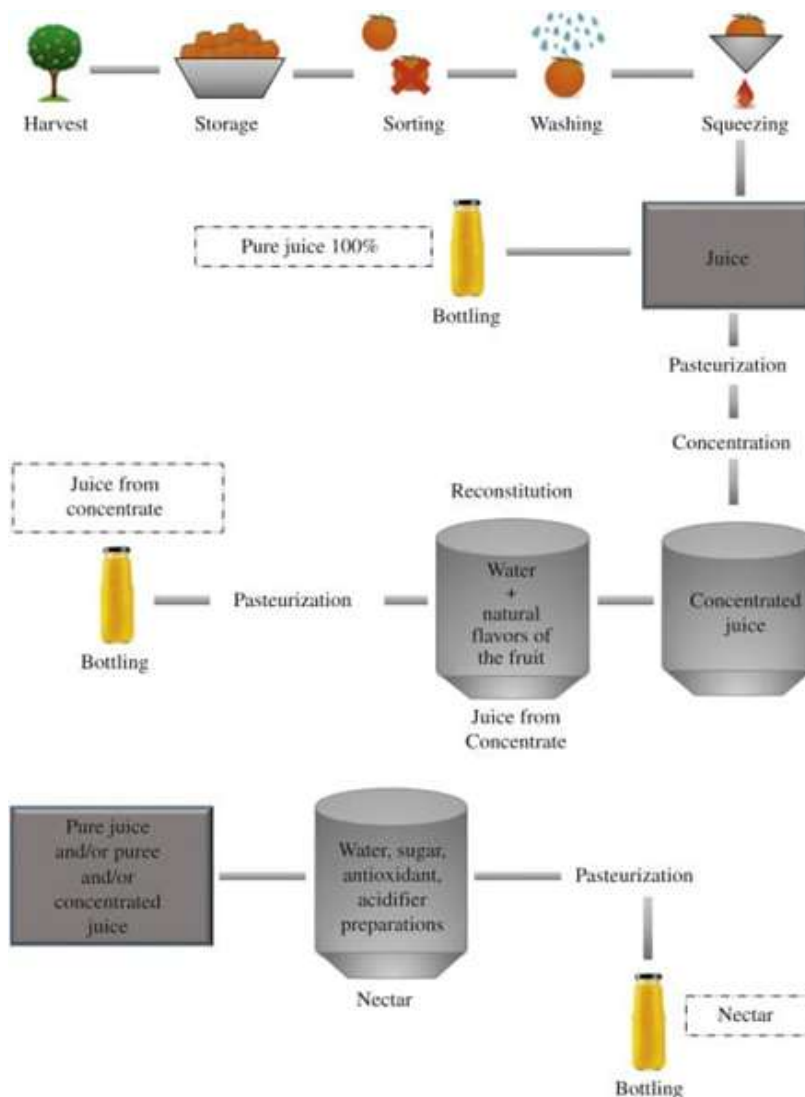 Harvest
Storage
Sorting
Washing
Squeezing
Pure juice 100%
Juice
Bottling
Pasteurization
Concentration
Juice from
concentrate
Reconstitution
Water
+
natural
flavors of
the fruit
Concentrated
juice
Pasteurization
Bottling
Juice from
Concentrate
Pure juice
and/or puree
and/or
concentrated
juice
Water, sugar,
antioxidant,
acidifier
preparations
Pasteurization
Nectar
Nectar
Bottling